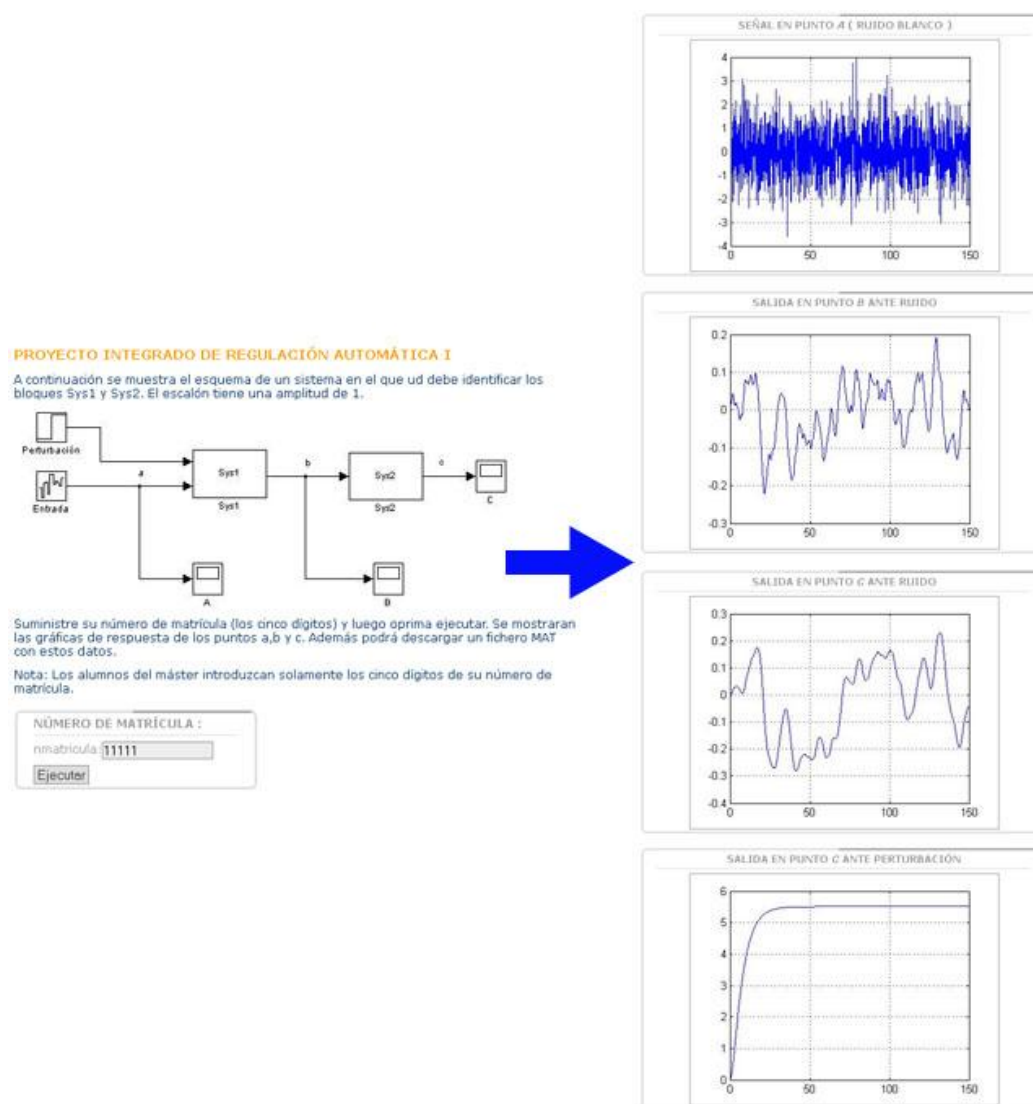 PROYECTO INTEGRADO DE REGULACIÓN AUTOMÁTICA I
A continuación se muestra el esquema de un sistema en el que ud debe identificar los
bloques Sys1 y Sys2. El escalón tiene una amplitud de 1.
Perturbación
a
Entrada
Sys1
Sys1
b
Sys2
Sys2
c
C
A
B
Suministre su número de matrícula (los cinco dígitos) y luego oprima ejecutar. Se mostraran
las gráficas de respuesta de los puntos a,b y c. Además podrá descargar un fichero MAT
con estos datos.
Nota: Los alumnos del máster introduzcan solamente los cinco dígitos de su número de
matrícula.
NÚMERO DE MATRÍCULA :
nmatricula: 11111
Ejecutar
SEÑAL EN PUNTO A ( RUIDO BLANCO )
4
3
2
1
0
-1
-2
-3
-4
0 50 100 150
SALIDA EN PUNTO B ANTE RUIDO
0.2
0.1
0
-0.1
-0.2
-0.3
0 50 100 150
SALIDA EN PUNTO C ANTE RUIDO
0.3
0.2
0.1
0
-0.1
-0.2
-0.3
-0.4
0 50 100 150
SALIDA EN PUNTO C ANTE PERTURBACIÓN
6
5
4
3
2
1
0
0 50 100 150